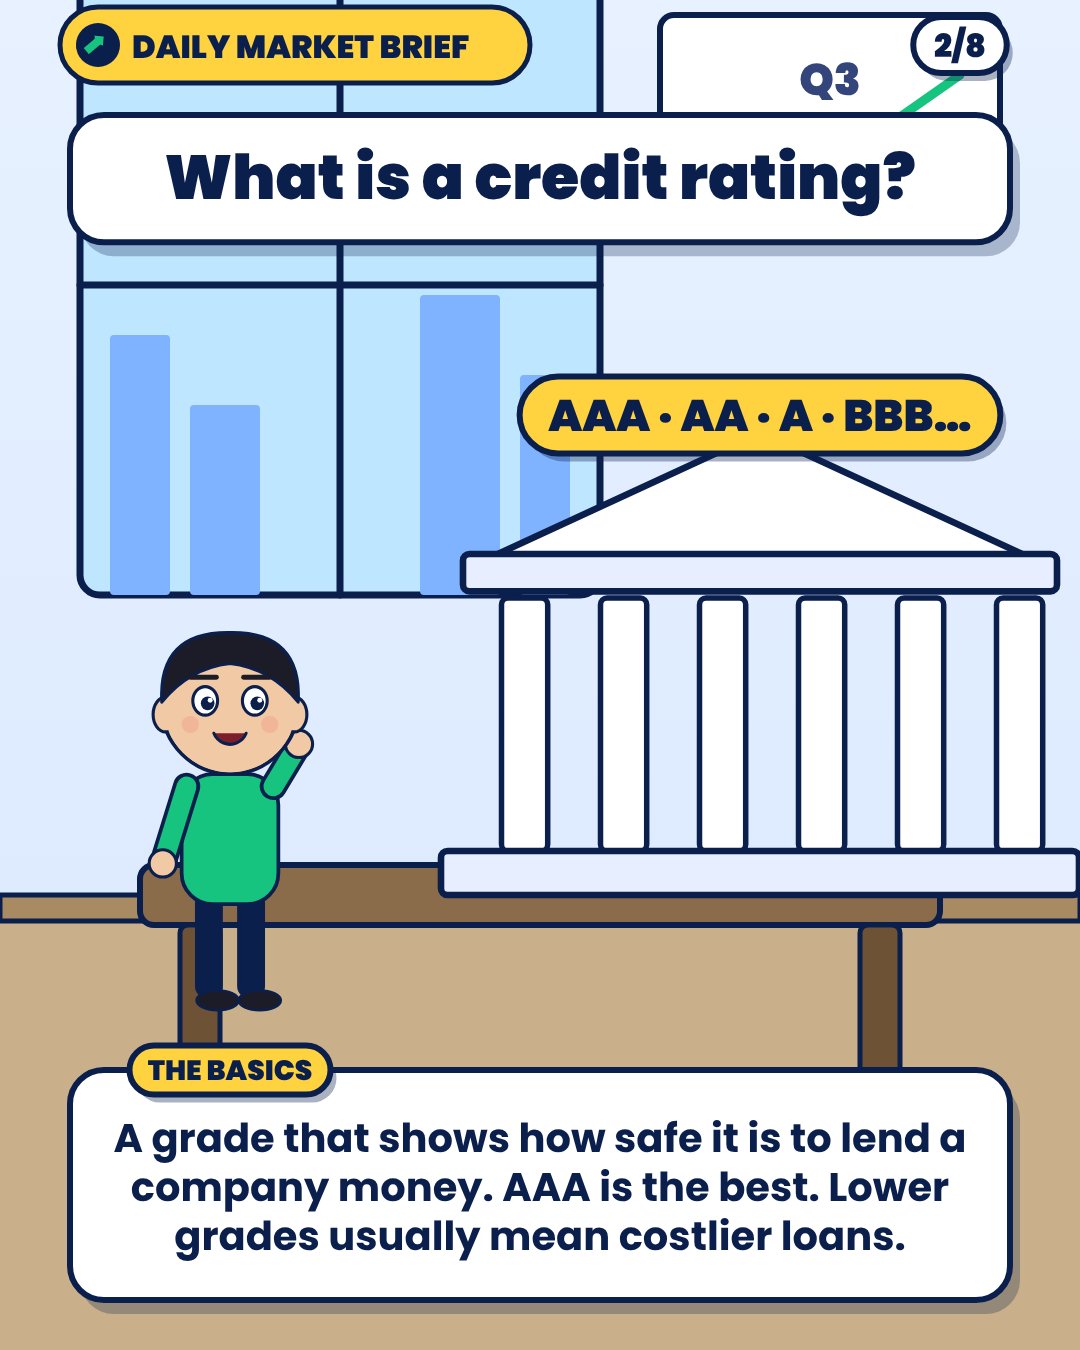 DAILY MARKET BRIEF
Q3
2/8
What is a credit rating?
AAA • AA • A • BBB...
THE BASICS
A grade that shows how safe it is to lend a
company money. AAA is the best. Lower
grades usually mean costlier loans.